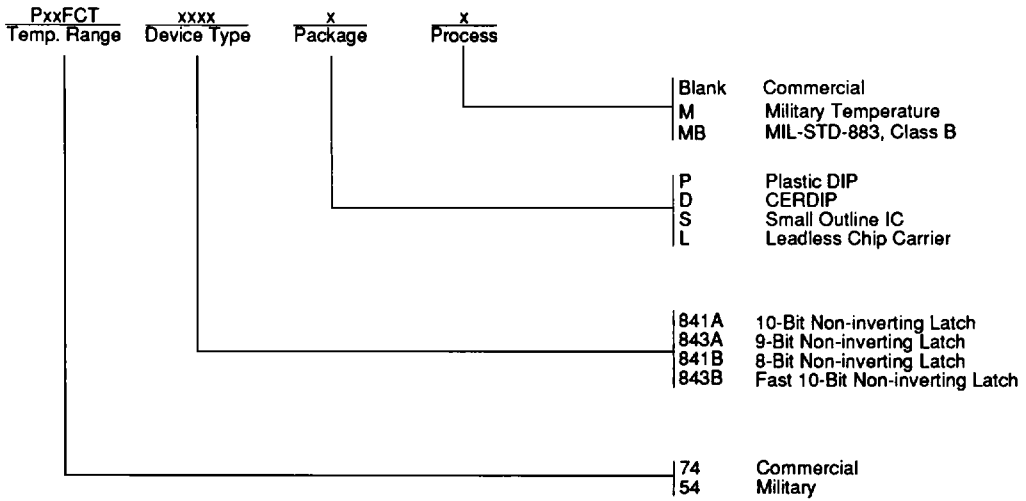 PxxFCT xxxx x x
Temp. Range Device Type Package Process
Blank Commercial
M Military Temperature
MB MIL-STD-883, Class B
P Plastic DIP
D CERDIP
S Small Outline IC
L Leadless Chip Carrier
841A 10-Bit Non-inverting Latch
843A 9-Bit Non-inverting Latch
841B 8-Bit Non-inverting Latch
843B Fast 10-Bit Non-inverting Latch
74 Commercial
54 Military